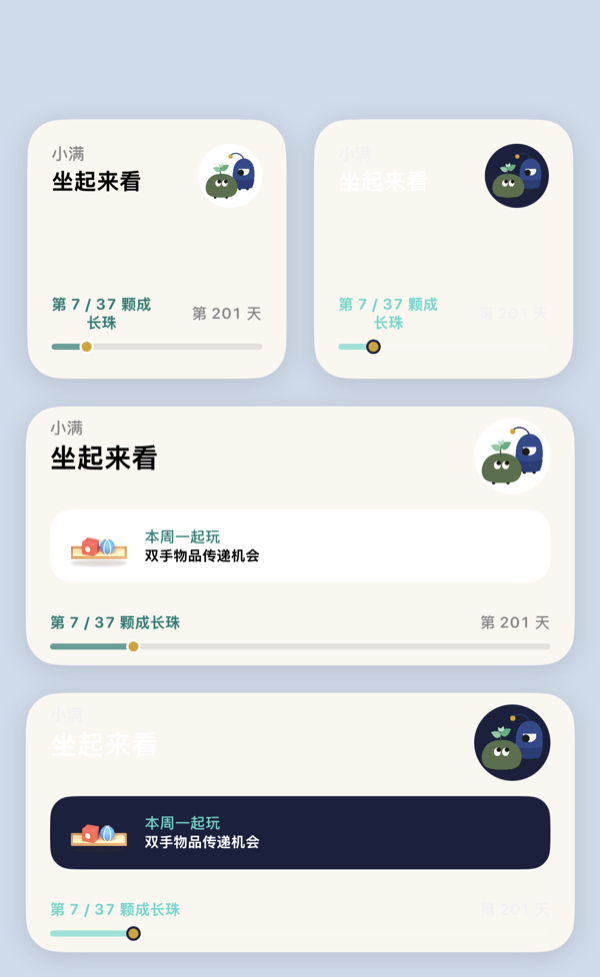 小满
坐起来看
第 7 / 37 颗成
长珠
第 201 天
小满
坐起来看
第 7 / 37 颗成
长珠
第 201 天
小满
坐起来看
本周一起玩
双手物品传递机会
第 7 / 37 颗成长珠
第 201 天
小满
坐起来看
本周一起玩
双手物品传递机会
第 7 / 37 颗成长珠
第 201 天